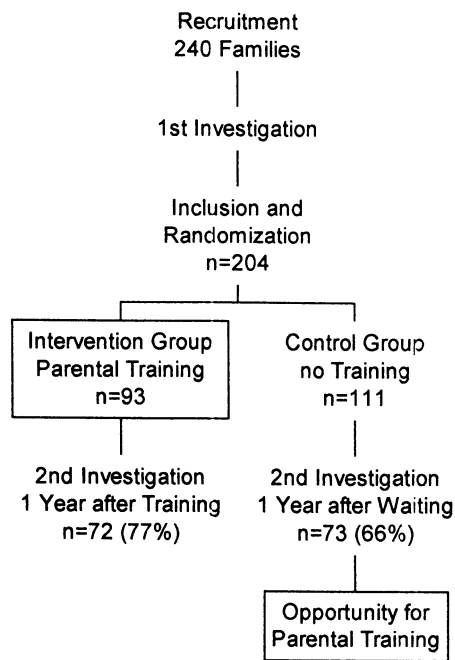 Recruitment
240 Families
1st Investigation
Inclusion and
Randomization
n=204
Intervention Group
Parental Training
n=93
Control Group
no Training
n=111
2nd Investigation
1 Year after Training
n=72 (77%)
2nd Investigation
1 Year after Waiting
n=73 (66%)
Opportunity for
Parental Training